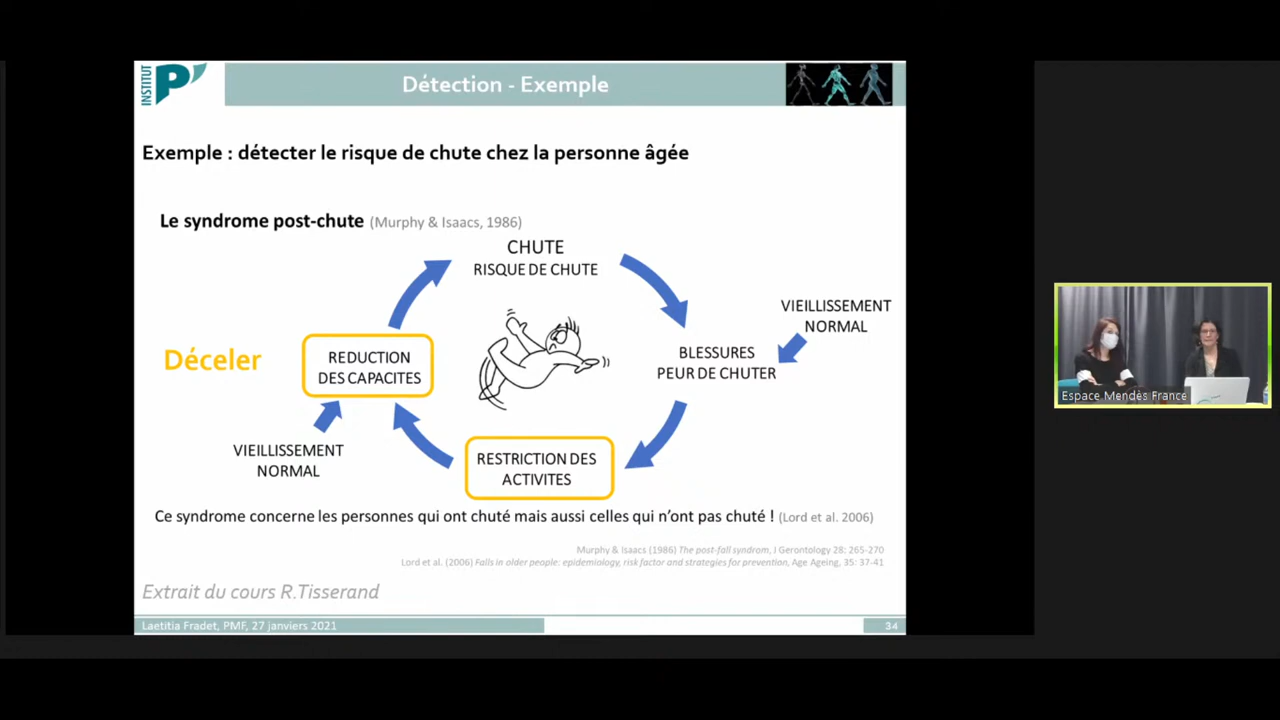 INSTITUT
P'
Détection - Exemple
Exemple : détecter le risque de chute chez la personne âgée
Le syndrome post-chute (Murphy & Isaacs, 1986)
CHUTE
RISQUE DE CHUTE
VIEILLISSEMENT
NORMAL
BLESSURES
PEUR DE CHUTER
Déceler
REDUCTION
DES CAPACITES
VIEILLISSEMENT
NORMAL
RESTRICTION DES
ACTIVITES
Ce syndrome concerne les personnes qui ont chuté mais aussi celles qui n'ont pas chuté ! (Lord et al. 2006)
Murphy & Isaacs (1986) The post-fall syndrom, J Gerontology 28: 265-270
Lord et al. (2006) Falls in older people: epidemiology, risk factor and strategies for prevention, Age Ageing, 35: 37-41
Extrait du cours R.Tisserand
Laetitia Fradet, PMF, 27 janviers 2021
34
Espace Mendès France